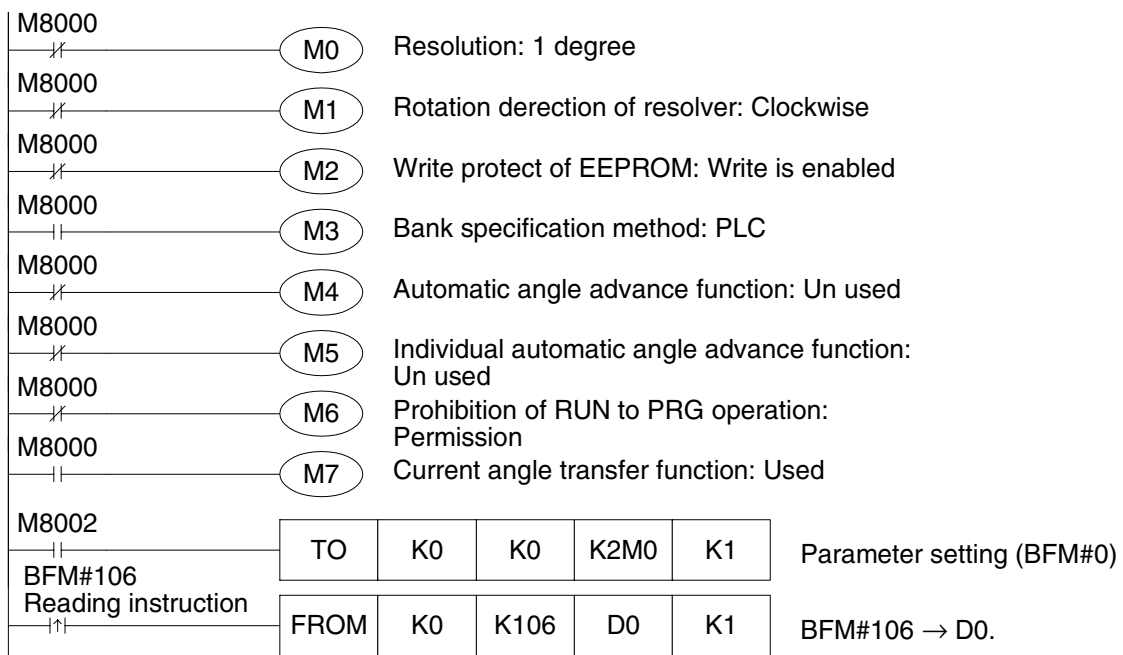 M8000
M0 Resolution: 1 degree
M8000
M1 Rotation derection of resolver: Clockwise
M8000
M2 Write protect of EEPROM: Write is enabled
M8000
M3 Bank specification method: PLC
M8000
M4 Automatic angle advance function: Un used
M8000
M5 Individual automatic angle advance function:
Un used
M8000
M6 Prohibition of RUN to PRG operation:
Permission
M8000
M7 Current angle transfer function: Used
M8002
TO K0 K0 K2M0 K1 Parameter setting (BFM#0)
BFM#106
Reading instruction
FROM K0 K106 D0 K1 BFM#106 → D0.